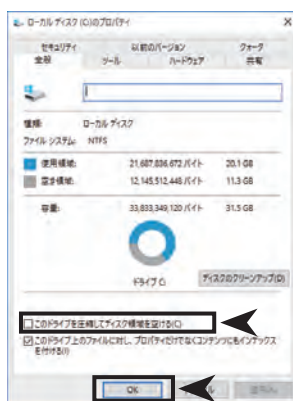 ローカル ディスク (C:)のプロパティ
セキュリティ 以前のバージョン クォータ
全般 ツール ハードウェア 共有
種類: ローカル ディスク
ファイル システム: NTFS
使用領域: 21,687,836,672 バイト 20.1 GB
空き領域: 12,145,512,448 バイト 11.3 GB
容量: 33,833,349,120 バイト 31.5 GB
ドライブ C: ディスクのクリーンアップ(D)
このドライブを圧縮してディスク領域を空ける(C)
このドライブ上のファイルに対し、プロパティだけでなくコンテンツにもインデックス
を付ける(I)
OK